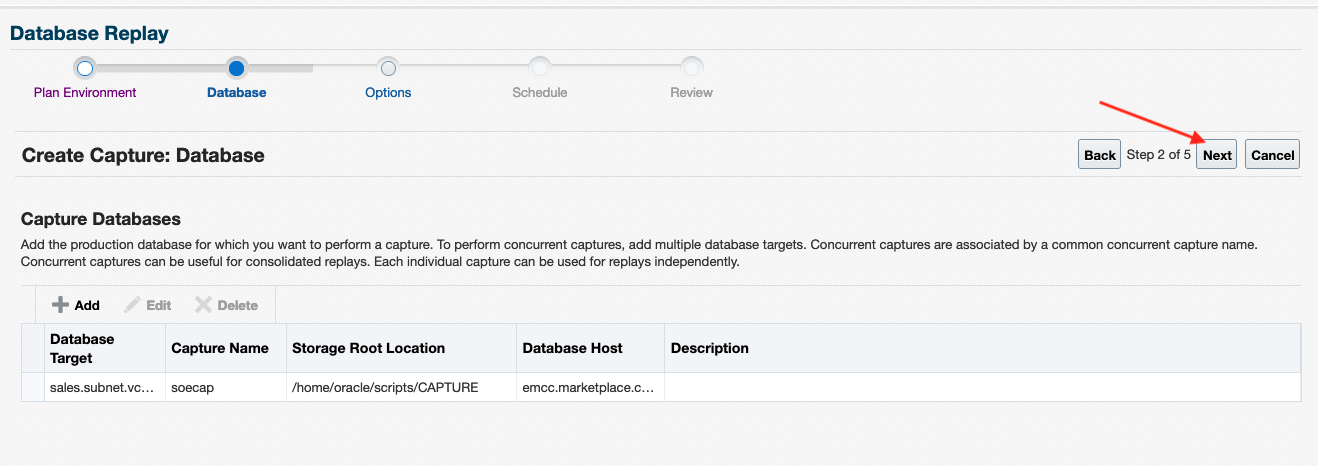 Database Replay
Plan Environment Database Options Schedule Review
Create Capture: Database
Back Step 2 of 5 Next Cancel
Capture Databases
Add the production database for which you want to perform a capture. To perform concurrent captures, add multiple database targets. Concurrent captures are associated by a common concurrent capture name.
Concurrent captures can be useful for consolidated replays. Each individual capture can be used for replays independently.
Add Edit Delete
Database Target Capture Name Storage Root Location Database Host Description
sales.subnet.vc... soecap /home/oracle/scripts/CAPTURE emcc.marketplace.c...